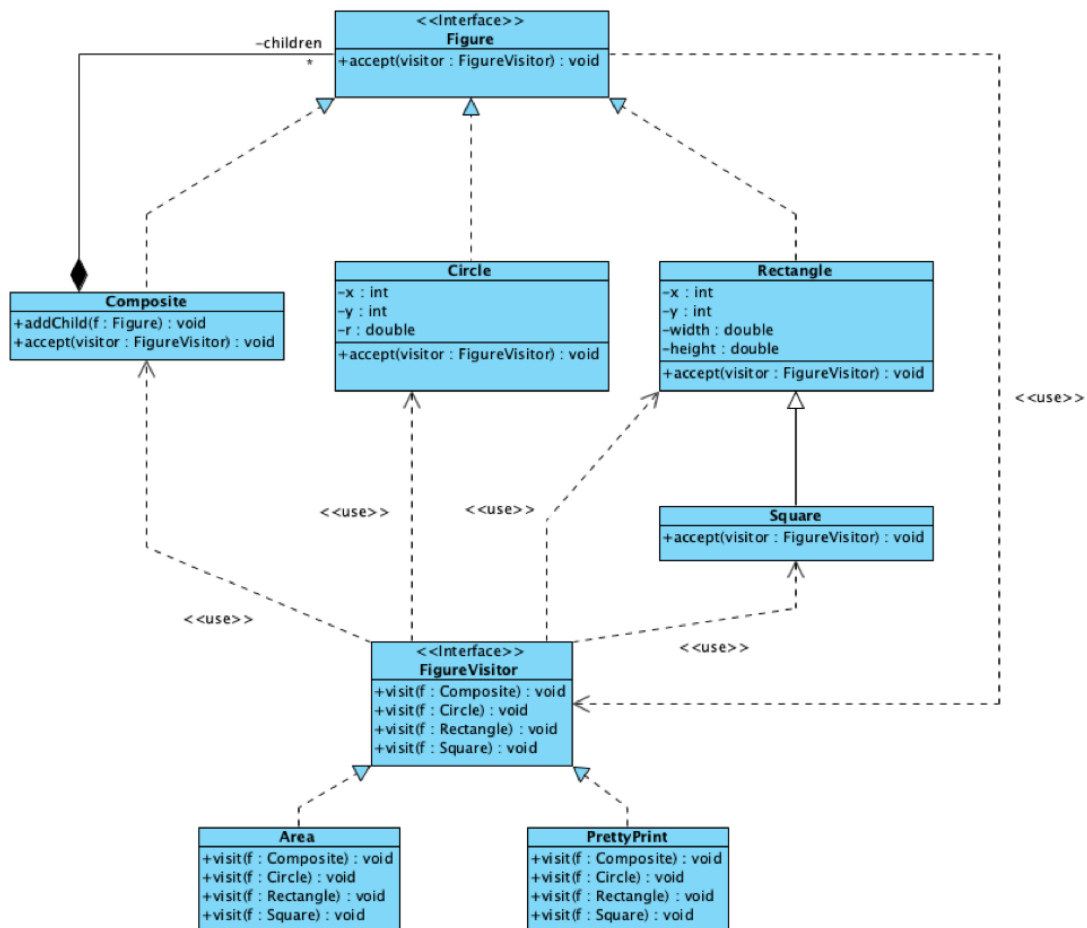 <<Interface>>
Figure
+accept(visitor : FigureVisitor) : void
-children
*
Composite
+addChild(f : Figure) : void
+accept(visitor : FigureVisitor) : void
Circle
-x : int
-y : int
-r : double
+accept(visitor : FigureVisitor) : void
Rectangle
-x : int
-y : int
-width : double
-height : double
+accept(visitor : FigureVisitor) : void
<<use>>
<<use>>
<<use>>
Square
+accept(visitor : FigureVisitor) : void
<<use>>
<<use>>
<<Interface>>
FigureVisitor
+visit(f : Composite) : void
+visit(f : Circle) : void
+visit(f : Rectangle) : void
+visit(f : Square) : void
Area
+visit(f : Composite) : void
+visit(f : Circle) : void
+visit(f : Rectangle) : void
+visit(f : Square) : void
PrettyPrint
+visit(f : Composite) : void
+visit(f : Circle) : void
+visit(f : Rectangle) : void
+visit(f : Square) : void